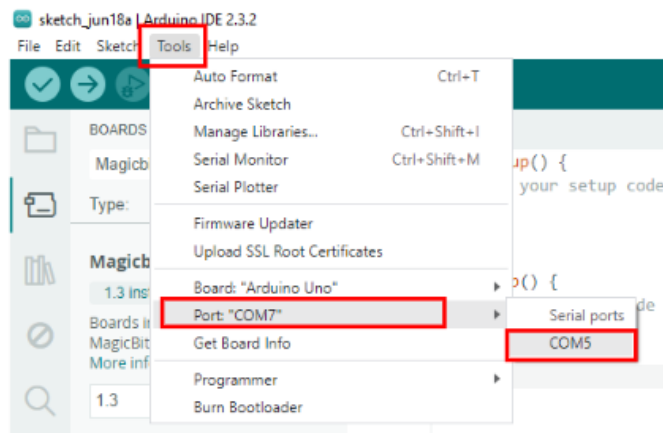 sketch_jun18a | Arduino IDE 2.3.2
File Edit Sketch Tools Help
Auto Format Ctrl+T
Archive Sketch
BOARDS Manage Libraries... Ctrl+Shift+I
Magicb Serial Monitor Ctrl+Shift+M up() {
Serial Plotter your setup code
Type:
Firmware Updater
Upload SSL Root Certificates
Magicb
1.3 ins Board: "Arduino Uno" () {
Boards in Port: "COM7" Serial ports de
MagicBit Get Board Info COM5
More inf
Programmer
1.3 Burn Bootloader